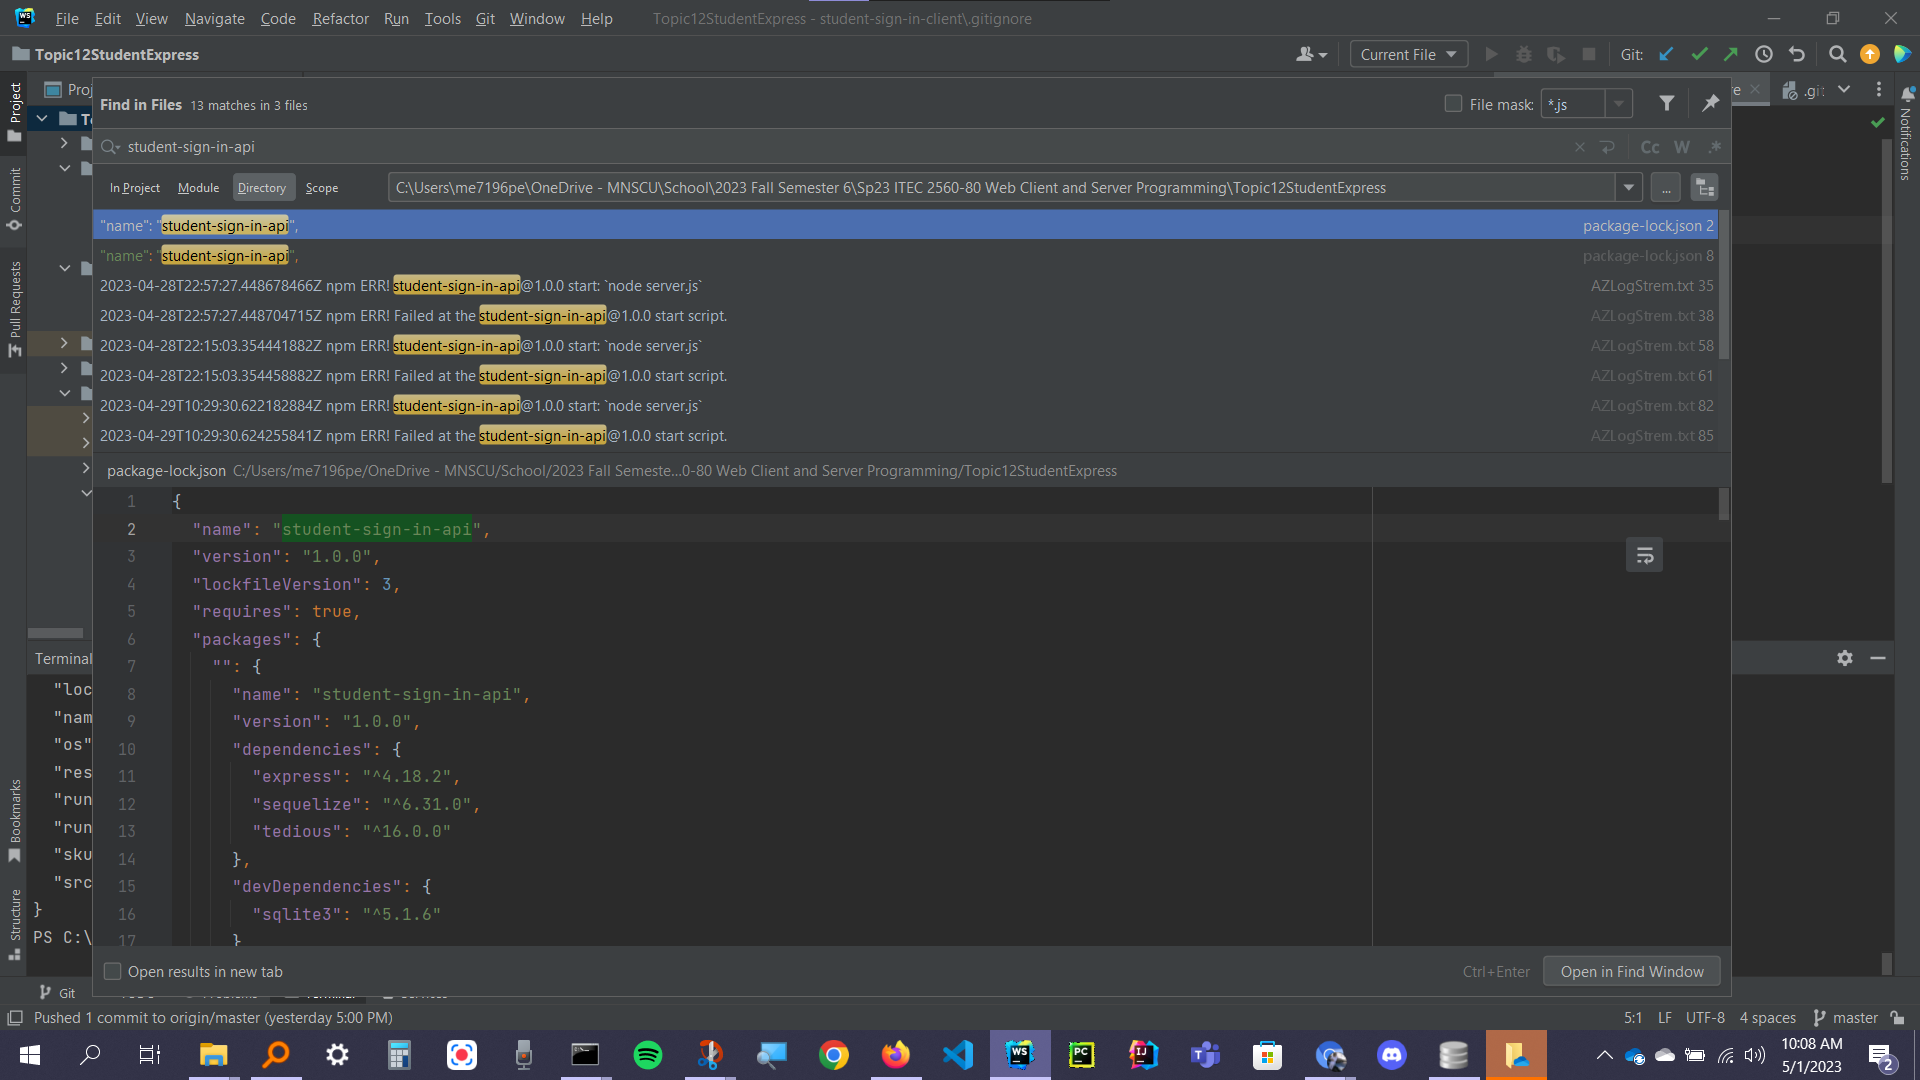 File Edit View Navigate Code Refactor Run Tools Git Window Help Topic12StudentExpress - student-sign-in-client\.gitignore
Topic12StudentExpress Current File Git:
Find in Files 13 matches in 3 files File mask: *.js
student-sign-in-api Cc W .*
In Project Module Directory Scope C:\Users\me7196pe\OneDrive - MNSCU\School\2023 Fall Semester 6\Sp23 ITEC 2560-80 Web Client and Server Programming\Topic12StudentExpress ...
"name": "student-sign-in-api", package-lock.json 2
"name": "student-sign-in-api", package-lock.json 8
2023-04-28T22:57:27.448678466Z npm ERR! student-sign-in-api@1.0.0 start: `node server.js` AZLogStrem.txt 35
2023-04-28T22:57:27.448704715Z npm ERR! Failed at the student-sign-in-api@1.0.0 start script. AZLogStrem.txt 38
2023-04-28T22:15:03.354441882Z npm ERR! student-sign-in-api@1.0.0 start: `node server.js` AZLogStrem.txt 58
2023-04-28T22:15:03.354458882Z npm ERR! Failed at the student-sign-in-api@1.0.0 start script. AZLogStrem.txt 61
2023-04-29T10:29:30.622182884Z npm ERR! student-sign-in-api@1.0.0 start: `node server.js` AZLogStrem.txt 82
2023-04-29T10:29:30.624255841Z npm ERR! Failed at the student-sign-in-api@1.0.0 start script. AZLogStrem.txt 85
package-lock.json C:/Users/me7196pe/OneDrive - MNSCU/School/2023 Fall Semeste...0-80 Web Client and Server Programming/Topic12StudentExpress
1 {
2 "name": "student-sign-in-api",
3 "version": "1.0.0",
4 "lockfileVersion": 3,
5 "requires": true,
6 "packages": {
7 "": {
8 "name": "student-sign-in-api",
9 "version": "1.0.0",
10 "dependencies": {
11 "express": "^4.18.2",
12 "sequelize": "^6.31.0",
13 "tedious": "^16.0.0"
14 },
15 "devDependencies": {
16 "sqlite3": "^5.1.6"
17 }
Open results in new tab Ctrl+Enter Open in Find Window
Project
Commit
Pull Requests
Bookmarks
Structure
Notifications
.gi
Terminal
"loc
"nam
"os"
"res
"run
"run
"sku
"src
}
PS C:\
Git
Pushed 1 commit to origin/master (yesterday 5:00 PM) 5:1 LF UTF-8 4 spaces master
WS PC IJ 10:08 AM
5/1/2023 2